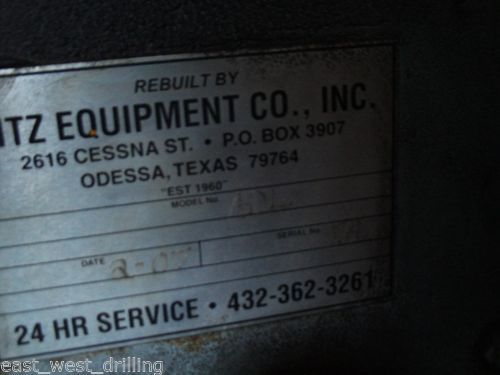 REBUILT BY
ITZ EQUIPMENT CO., INC.
2616 CESSNA ST. • P.O. BOX 3907
ODESSA, TEXAS 79764
"EST 1960"
MODEL No.
DATE SERIAL No.
24 HR SERVICE • 432-362-3261
east_west_drilling